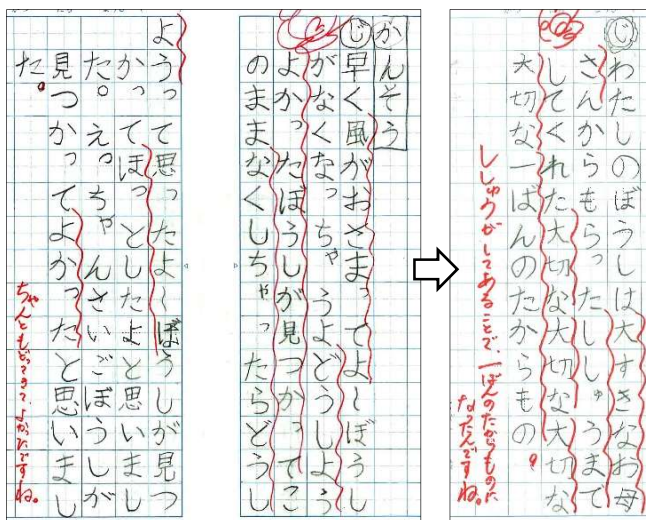 かんそう
じ
早く風がおさまってよ～ぼうし
がなくなっちゃうよどうしよう
よかったぼうしが見つかってこ
のままなくしちゃったらどうし
ようって思ったよ～ぼうしが見つ
かってほっとしたよと思いまし
た。えっちゃんさいごぼうしが
見つかってよかったと思いまし
た。
ちゃんともどってきて、よかったですね。
じ
わたしのぼうしは大すきなお母
さんからもらったししゅうまで
してくれた大切な大切な大切な
大切な一ばんのたからもの。
ししゅうがしてあることで、一ばんのたからものに
なったんですね。